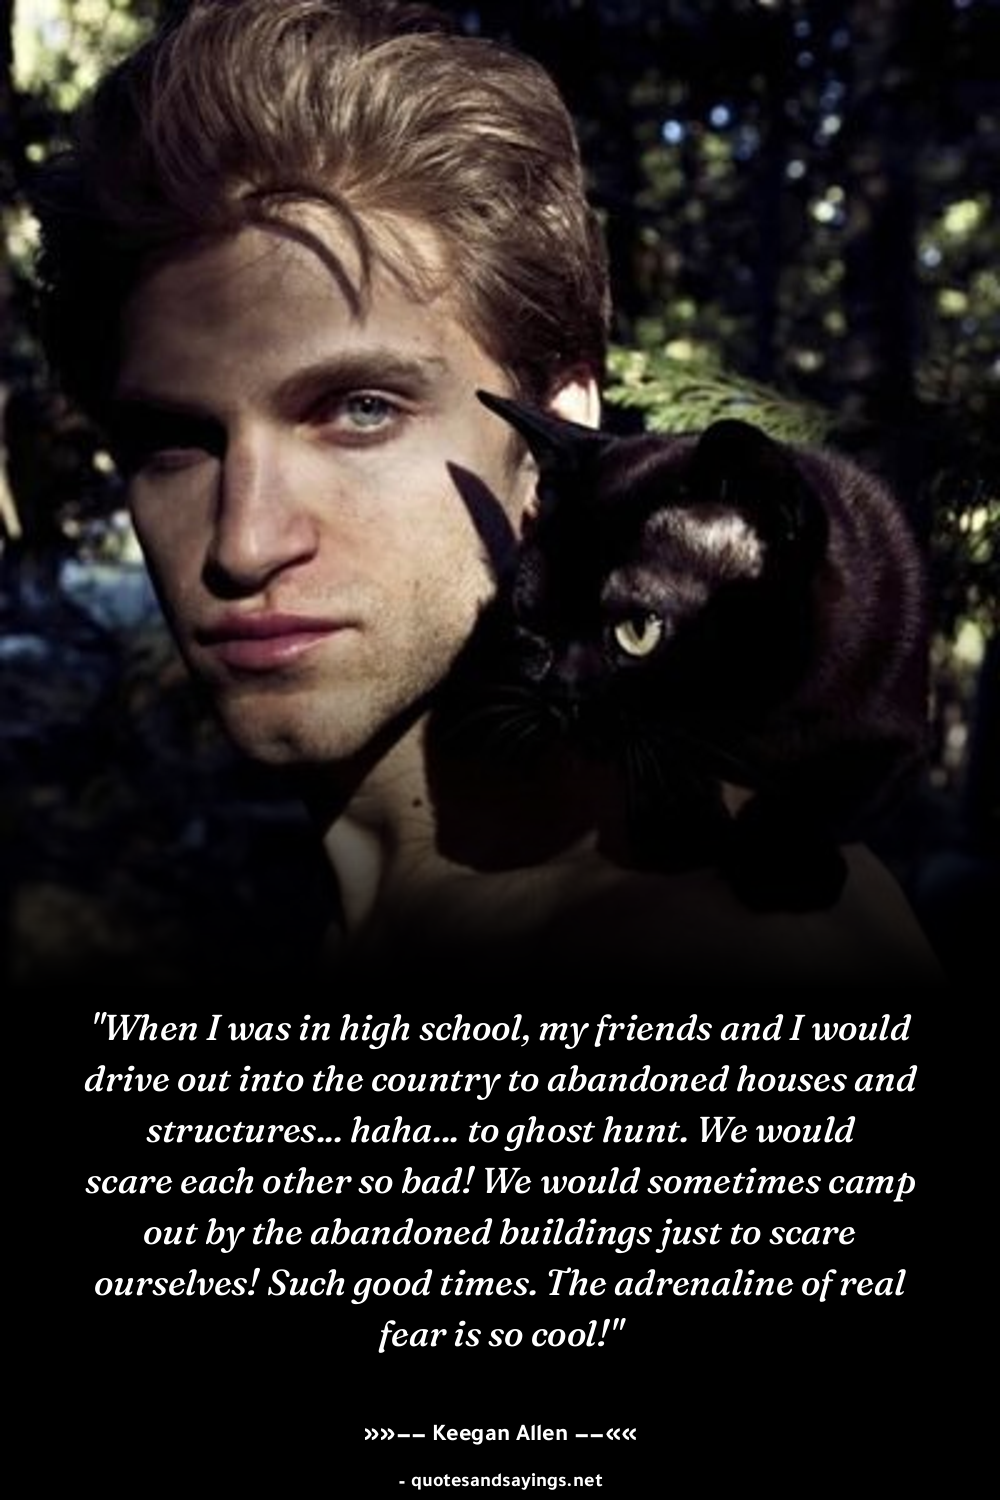 "When I was in high school, my friends and I would
drive out into the country to abandoned houses and
structures... haha... to ghost hunt. We would
scare each other so bad! We would sometimes camp
out by the abandoned buildings just to scare
ourselves! Such good times. The adrenaline of real
fear is so cool!"
»»−− Keegan Allen −−««
- quotesandsayings.net